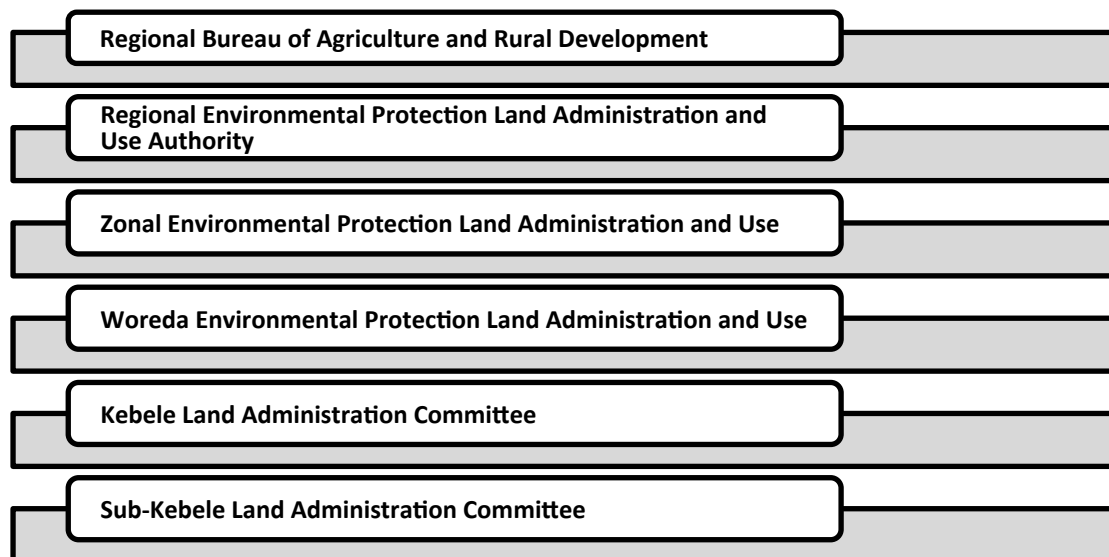 Regional Bureau of Agriculture and Rural Development
Regional Environmental Protection Land Administration and
Use Authority
Zonal Environmental Protection Land Administration and Use
Woreda Environmental Protection Land Administration and Use
Kebele Land Administration Committee
Sub-Kebele Land Administration Committee